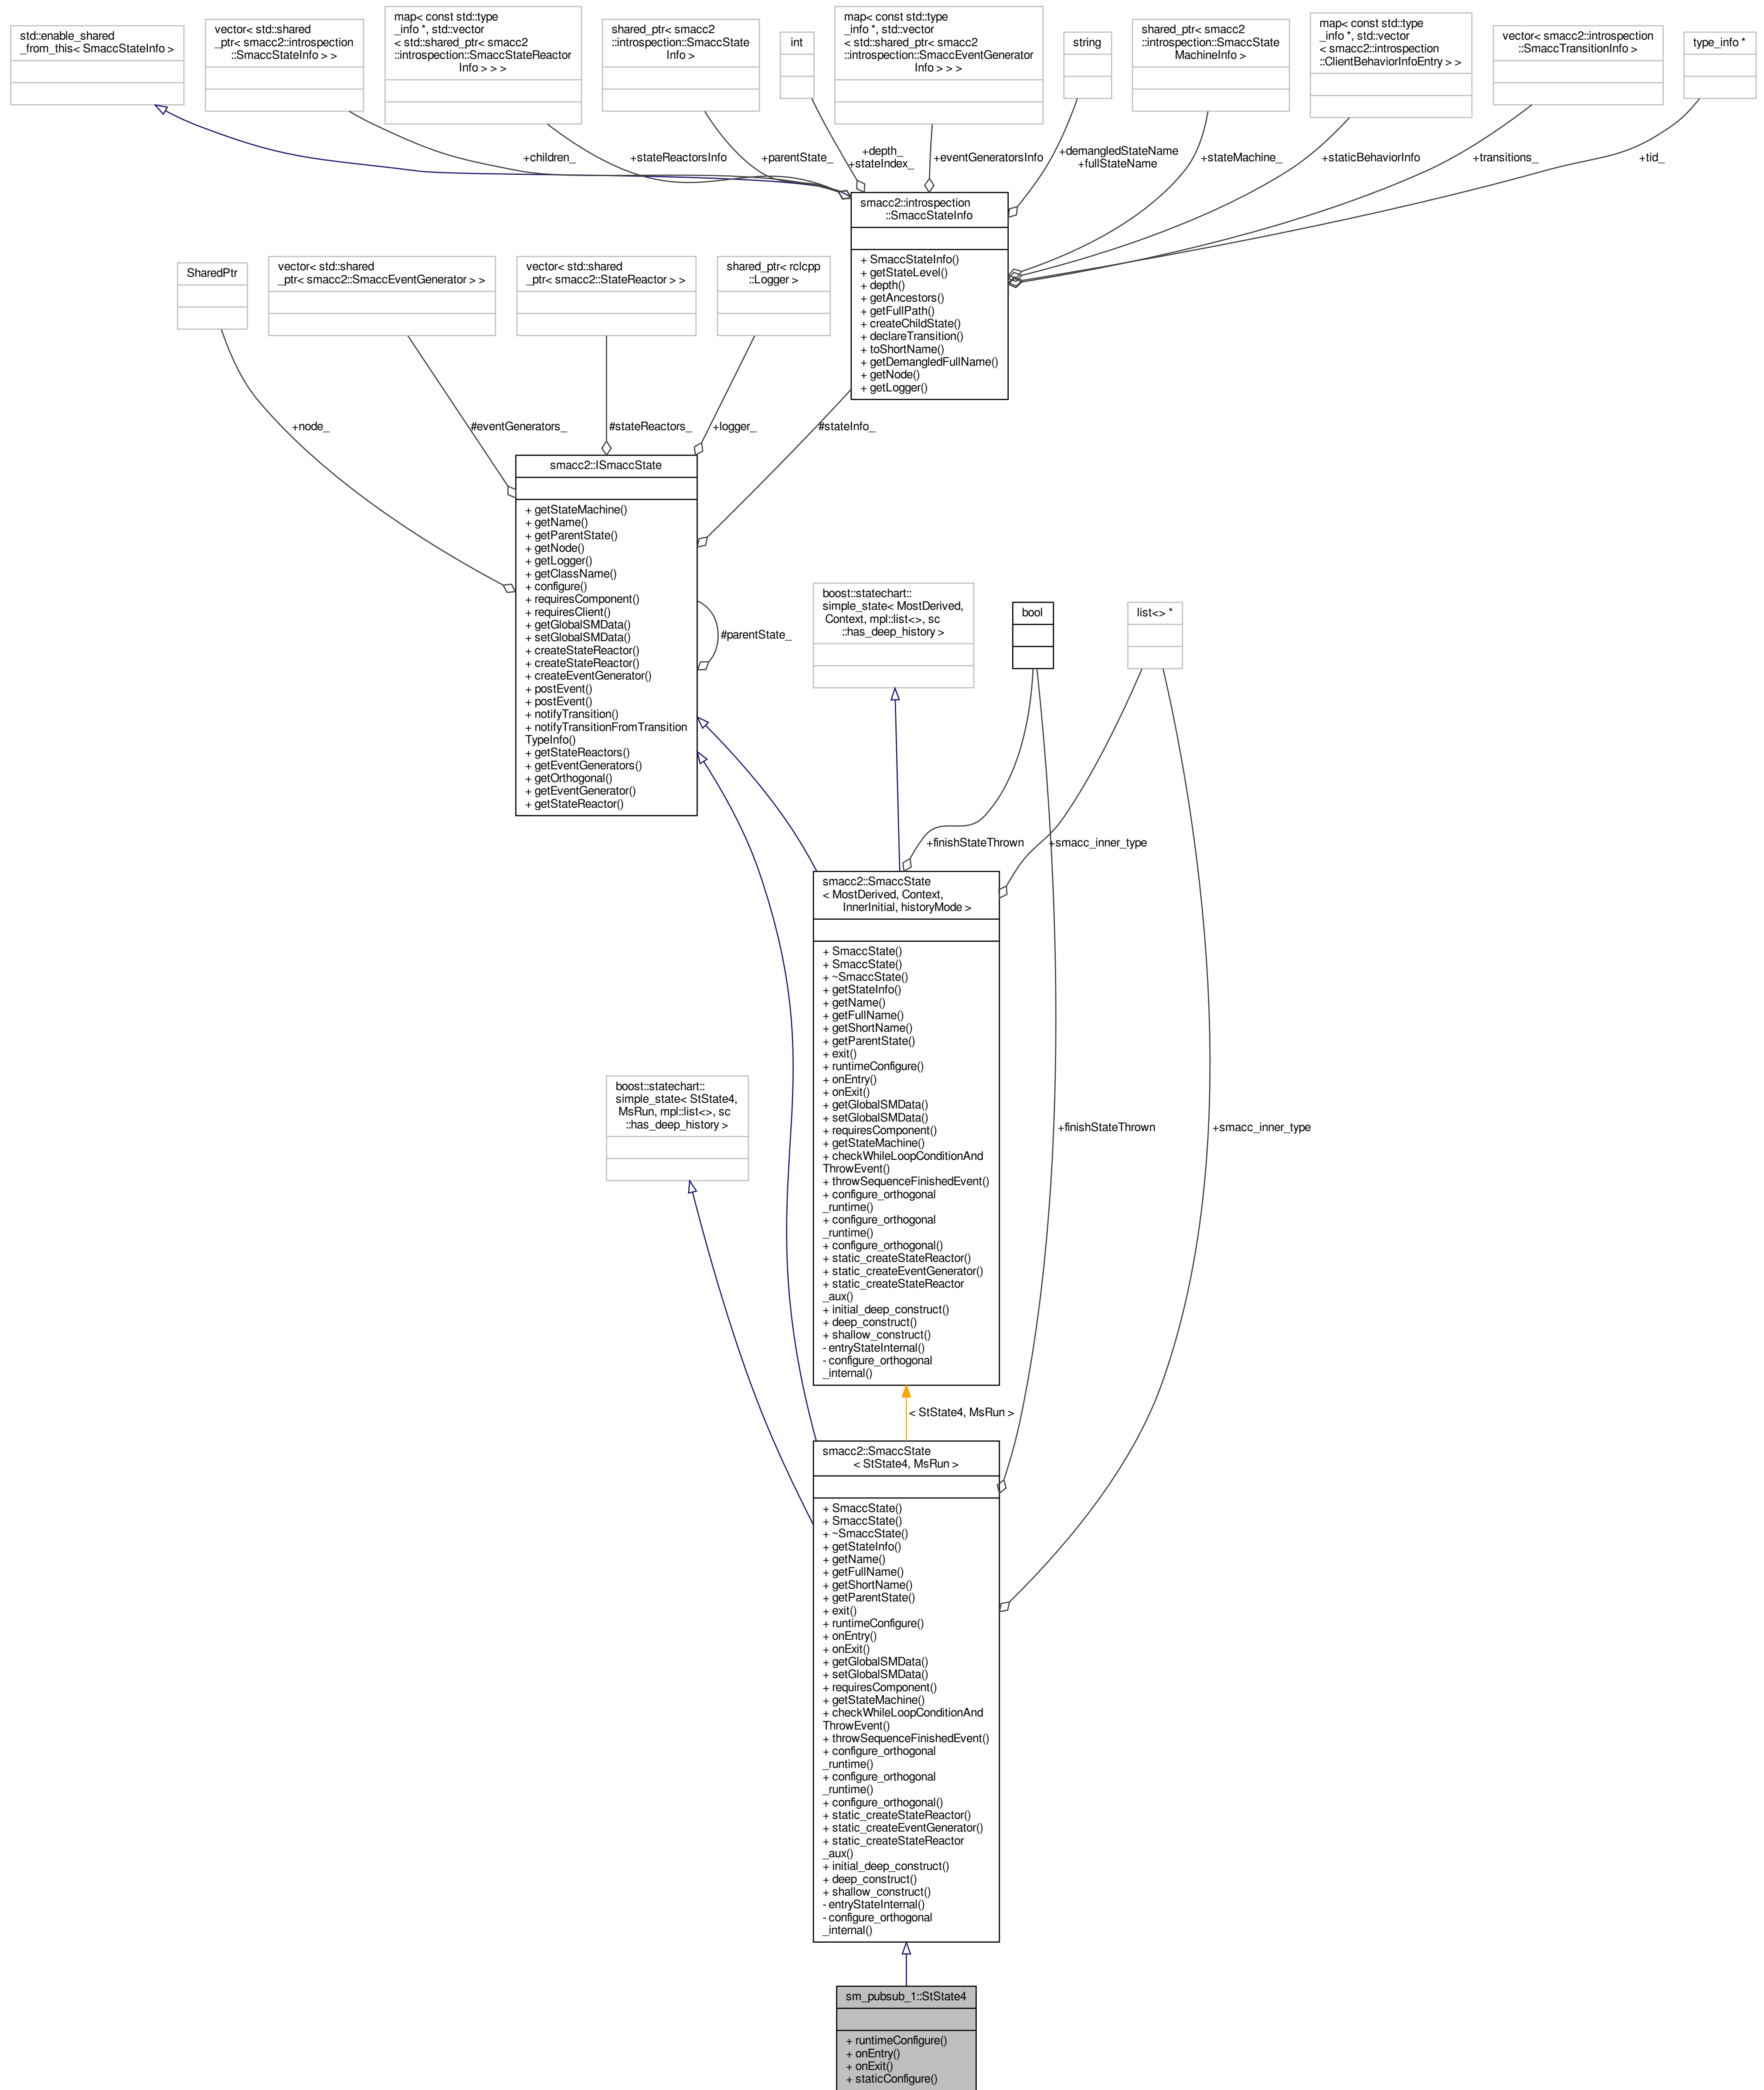 std::enable_shared
_from_this< SmaccStateInfo >
vector< std::shared
_ptr< smacc2::introspection
::SmaccStateInfo > >
map< const std::type
_info *, std::vector
< std::shared_ptr< smacc2
::introspection::SmaccStateReactor
Info > > >
shared_ptr< smacc2
::introspection::SmaccState
Info >
int
map< const std::type
_info *, std::vector
< std::shared_ptr< smacc2
::introspection::SmaccEventGenerator
Info > > >
string
shared_ptr< smacc2
::introspection::SmaccState
MachineInfo >
map< const std::type
_info *, std::vector
< smacc2::introspection
::ClientBehaviorInfoEntry > >
vector< smacc2::introspection
::SmaccTransitionInfo >
type_info *
+children_
+stateReactorsInfo
+parentState_
+depth_
+stateIndex_
+eventGeneratorsInfo
+demangledStateName
+fullStateName
+stateMachine_
+staticBehaviorInfo
+transitions_
+tid_
smacc2::introspection
::SmaccStateInfo
+ SmaccStateInfo()
+ getStateLevel()
+ depth()
+ getAncestors()
+ getFullPath()
+ createChildState()
+ declareTransition()
+ toShortName()
+ getDemangledFullName()
+ getNode()
+ getLogger()
SharedPtr
vector< std::shared
_ptr< smacc2::SmaccEventGenerator > >
vector< std::shared
_ptr< smacc2::StateReactor > >
shared_ptr< rclcpp
::Logger >
+node_
#eventGenerators_
#stateReactors_
+logger_
#stateInfo_
smacc2::ISmaccState
+ getStateMachine()
+ getName()
+ getParentState()
+ getNode()
+ getLogger()
+ getClassName()
+ configure()
+ requiresComponent()
+ requiresClient()
+ getGlobalSMData()
+ setGlobalSMData()
+ createStateReactor()
+ createStateReactor()
+ createEventGenerator()
+ postEvent()
+ postEvent()
+ notifyTransition()
+ notifyTransitionFromTransition
TypeInfo()
+ getStateReactors()
+ getEventGenerators()
+ getOrthogonal()
+ getEventGenerator()
+ getStateReactor()
#parentState_
boost::statechart::
simple_state< MostDerived,
Context, mpl::list<>, sc
::has_deep_history >
bool
list<> *
+finishStateThrown
+smacc_inner_type
smacc2::SmaccState
< MostDerived, Context,
InnerInitial, historyMode >
+ SmaccState()
+ SmaccState()
+ ~SmaccState()
+ getStateInfo()
+ getName()
+ getFullName()
+ getShortName()
+ getParentState()
+ exit()
+ runtimeConfigure()
+ onEntry()
+ onExit()
+ getGlobalSMData()
+ setGlobalSMData()
+ requiresComponent()
+ getStateMachine()
+ checkWhileLoopConditionAnd
ThrowEvent()
+ throwSequenceFinishedEvent()
+ configure_orthogonal
_runtime()
+ configure_orthogonal
_runtime()
+ configure_orthogonal()
+ static_createStateReactor()
+ static_createEventGenerator()
+ static_createStateReactor
_aux()
+ initial_deep_construct()
+ deep_construct()
+ shallow_construct()
- entryStateInternal()
- configure_orthogonal
_internal()
boost::statechart::
simple_state< StState4,
MsRun, mpl::list<>, sc
::has_deep_history >
+finishStateThrown
+smacc_inner_type
< StState4, MsRun >
smacc2::SmaccState
< StState4, MsRun >
+ SmaccState()
+ SmaccState()
+ ~SmaccState()
+ getStateInfo()
+ getName()
+ getFullName()
+ getShortName()
+ getParentState()
+ exit()
+ runtimeConfigure()
+ onEntry()
+ onExit()
+ getGlobalSMData()
+ setGlobalSMData()
+ requiresComponent()
+ getStateMachine()
+ checkWhileLoopConditionAnd
ThrowEvent()
+ throwSequenceFinishedEvent()
+ configure_orthogonal
_runtime()
+ configure_orthogonal
_runtime()
+ configure_orthogonal()
+ static_createStateReactor()
+ static_createEventGenerator()
+ static_createStateReactor
_aux()
+ initial_deep_construct()
+ deep_construct()
+ shallow_construct()
- entryStateInternal()
- configure_orthogonal
_internal()
sm_pubsub_1::StState4
+ runtimeConfigure()
+ onEntry()
+ onExit()
+ staticConfigure()